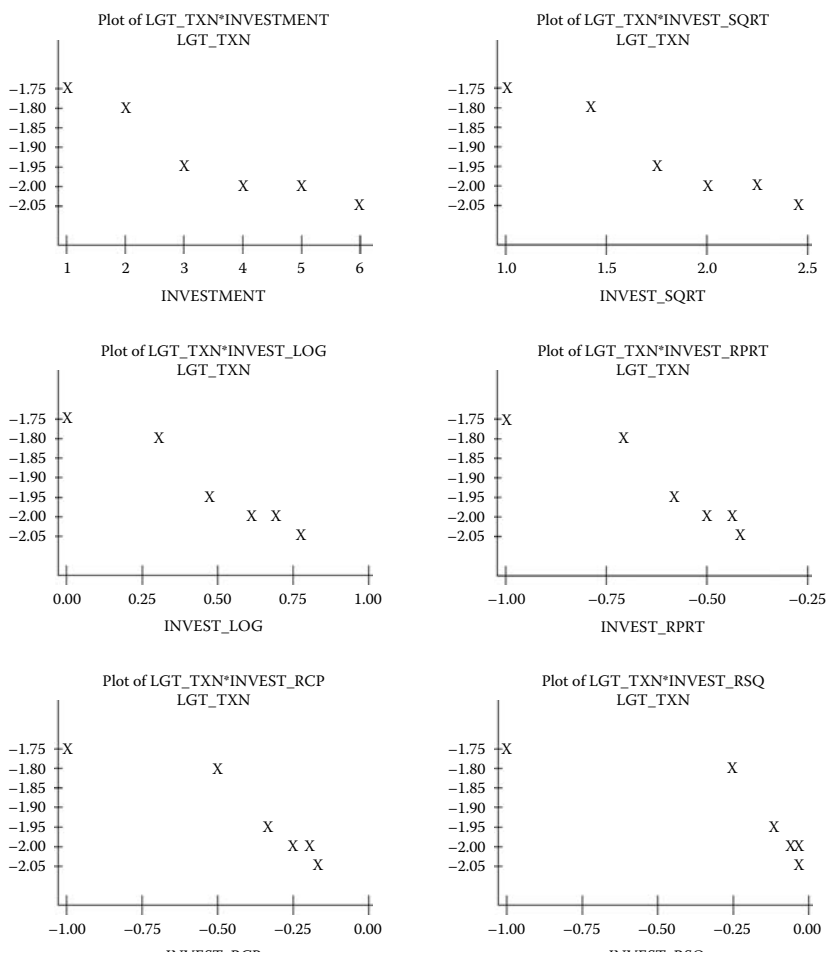 Plot of LGT_TXN*INVESTMENT
LGT_TXN
−1.75
−1.80
−1.85
−1.90
−1.95
−2.00
−2.05
X X X X X X
1 2 3 4 5 6
INVESTMENT
Plot of LGT_TXN*INVEST_SQRT
LGT_TXN
−1.75
−1.80
−1.85
−1.90
−1.95
−2.00
−2.05
X X X X X X
1.0 1.5 2.0 2.5
INVEST_SQRT
Plot of LGT_TXN*INVEST_LOG
LGT_TXN
−1.75
−1.80
−1.85
−1.90
−1.95
−2.00
−2.05
X X X X X X
0.00 0.25 0.50 0.75 1.00
INVEST_LOG
Plot of LGT_TXN*INVEST_RPRT
LGT_TXN
−1.75
−1.80
−1.85
−1.90
−1.95
−2.00
−2.05
X X X X X X
−1.00 −0.75 −0.50 −0.25
INVEST_RPRT
Plot of LGT_TXN*INVEST_RCP
LGT_TXN
−1.75
−1.80
−1.85
−1.90
−1.95
−2.00
−2.05
X X X X X X
−1.00 −0.75 −0.50 −0.25 0.00
Plot of LGT_TXN*INVEST_RSQ
LGT_TXN
−1.75
−1.80
−1.85
−1.90
−1.95
−2.00
−2.05
X X X X X X
−1.00 −0.75 −0.50 −0.25 0.00